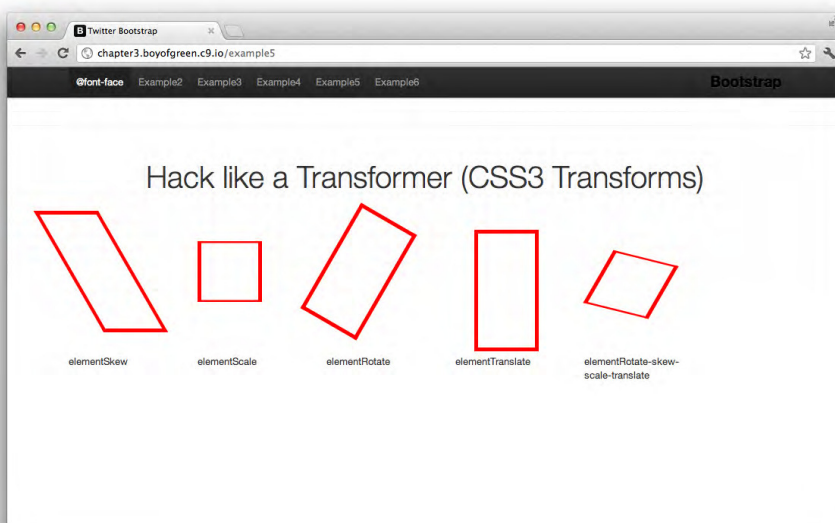 Twitter Bootstrap
chapter3.boyofgreen.c9.io/example5
@font-face Example2 Example3 Example4 Example5 Example6 Bootstrap
Hack like a Transformer (CSS3 Transforms)
elementSkew elementScale elementRotate elementTranslate elementRotate-skew-
scale-translate